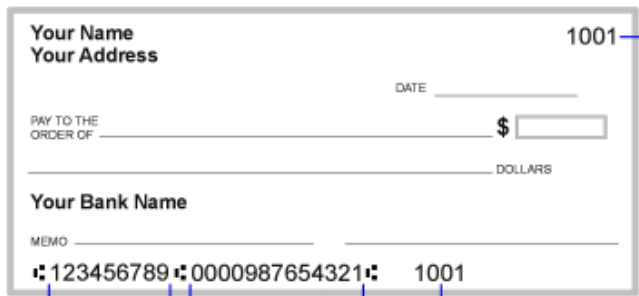 Your Name 1001
Your Address
DATE
PAY TO THE
ORDER OF $
DOLLARS
Your Bank Name
MEMO
⑆123456789⑆0000987654321⑆ 1001